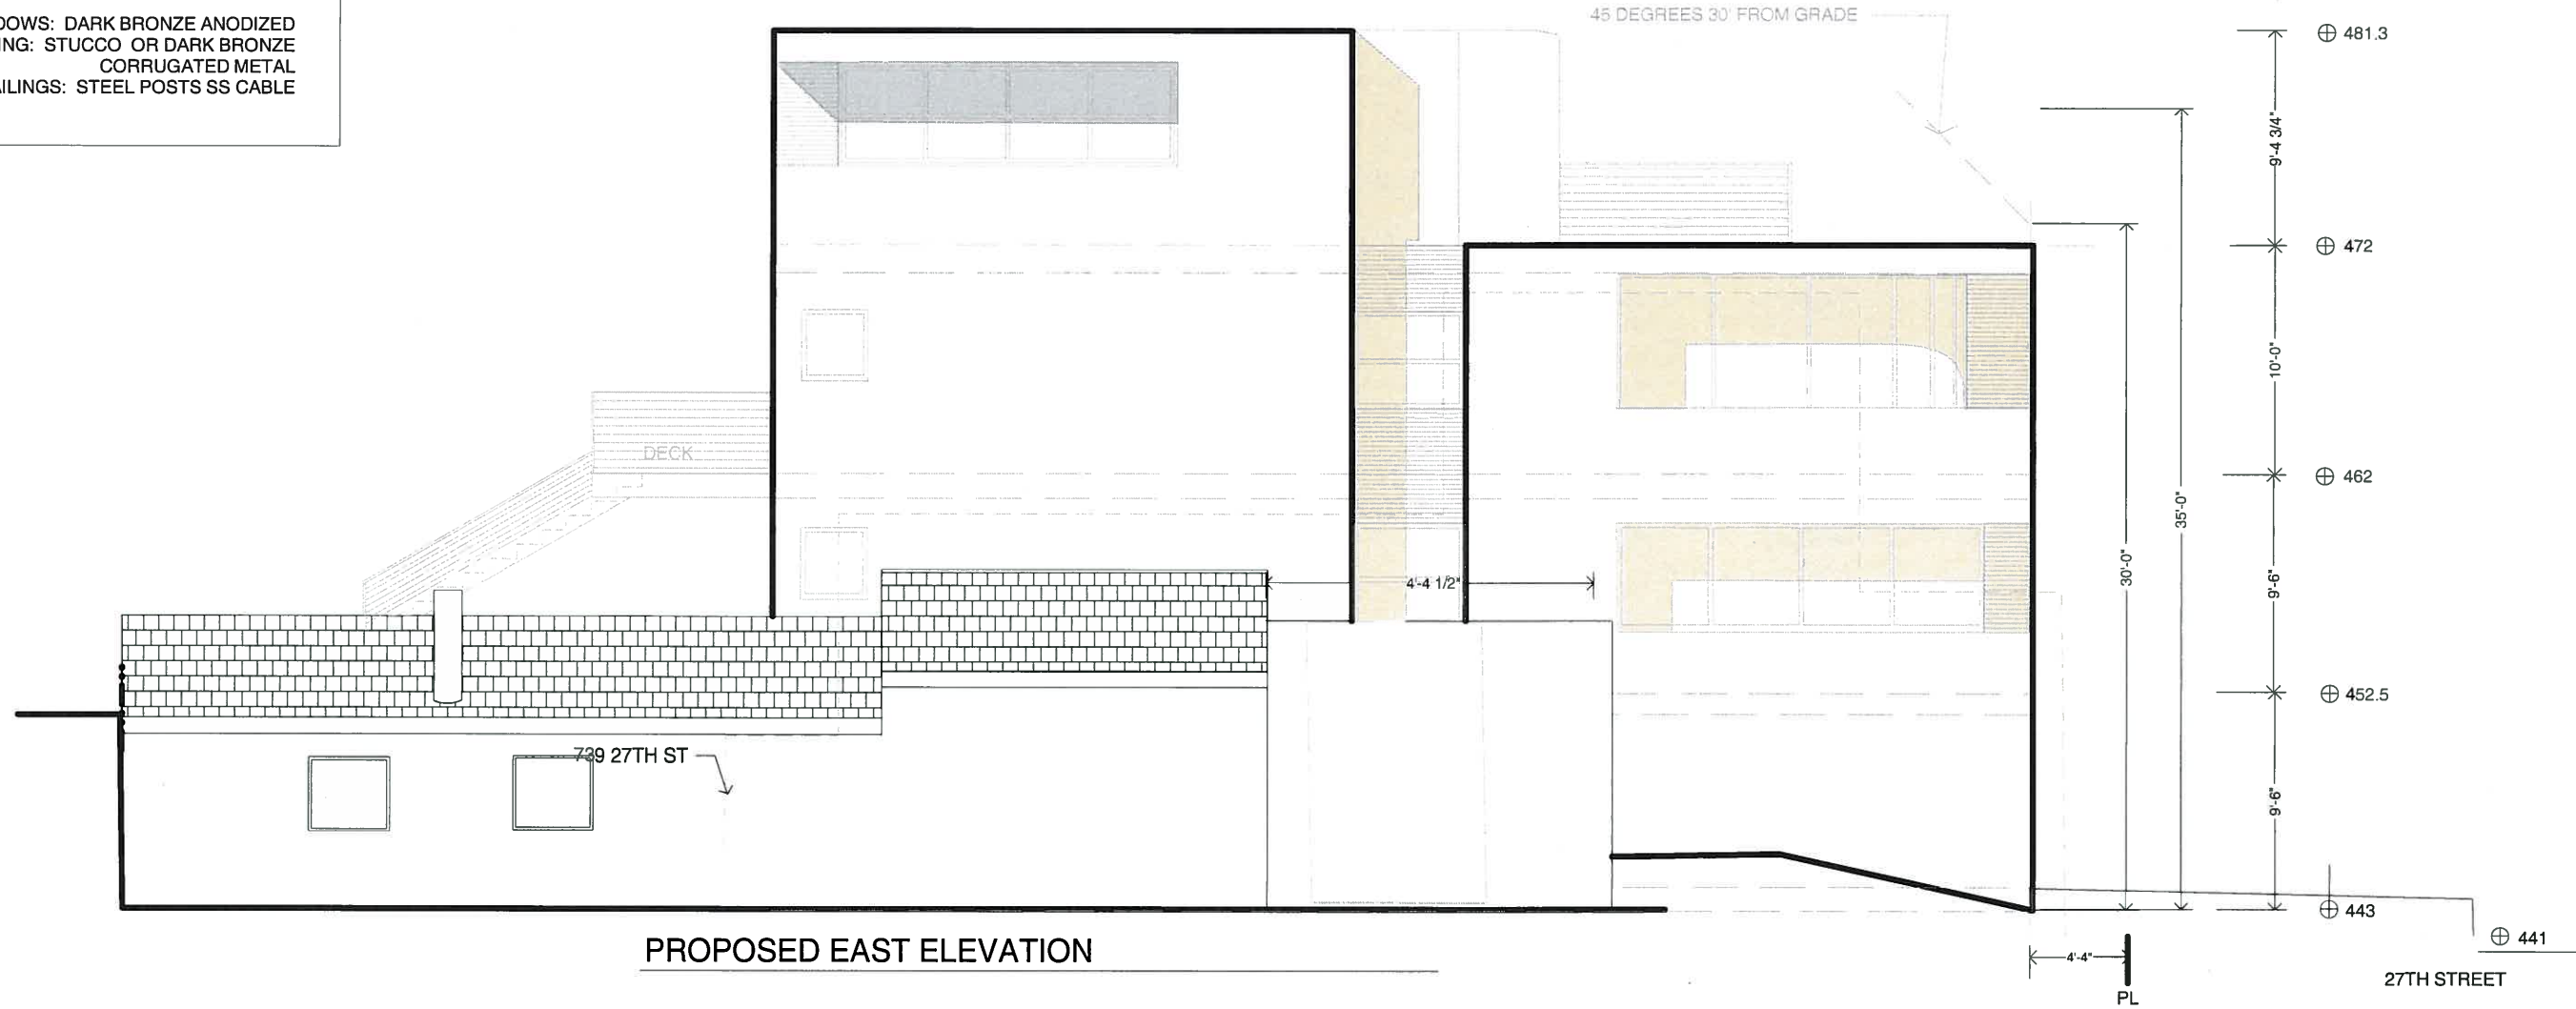 DOWS: DARK BRONZE ANODIZED
ING: STUCCO OR DARK BRONZE
CORRUGATED METAL
AILINGS: STEEL POSTS SS CABLE
45 DEGREES 30' FROM GRADE
481.3
9'-4 3/4"
472
10'-0"
DECK
462
35'-0"
30'-0"
4'-4 1/2"
9'-6"
452.5
739 27TH ST
9'-6"
443
441
PROPOSED EAST ELEVATION
4'-4"
27TH STREET
PL